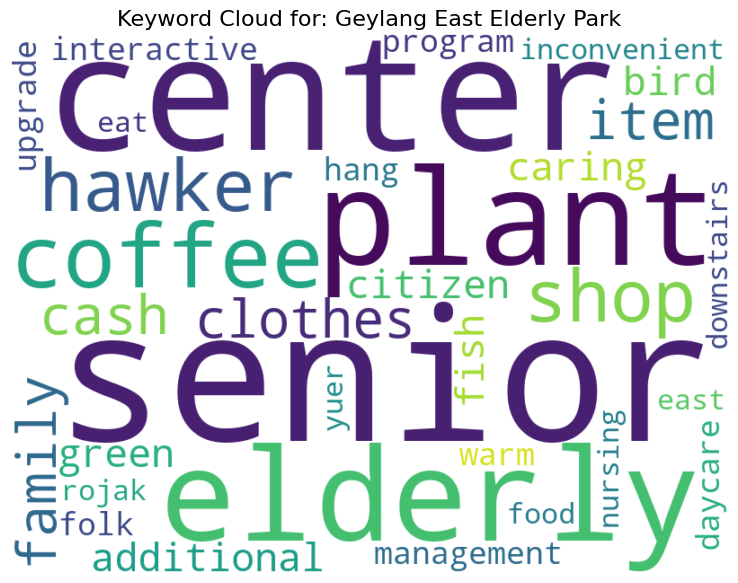 Keyword Cloud for: Geylang East Elderly Park
interactive
program
inconvenient
upgrade
center
eat
bird
item
hawker
hang
caring
plant
coffee
citizen
shop
downstairs
cash
clothes
fish
senior
yuer
east
family
green
warm
nursing
daycare
rojak
elderly
food
folk
additional
management